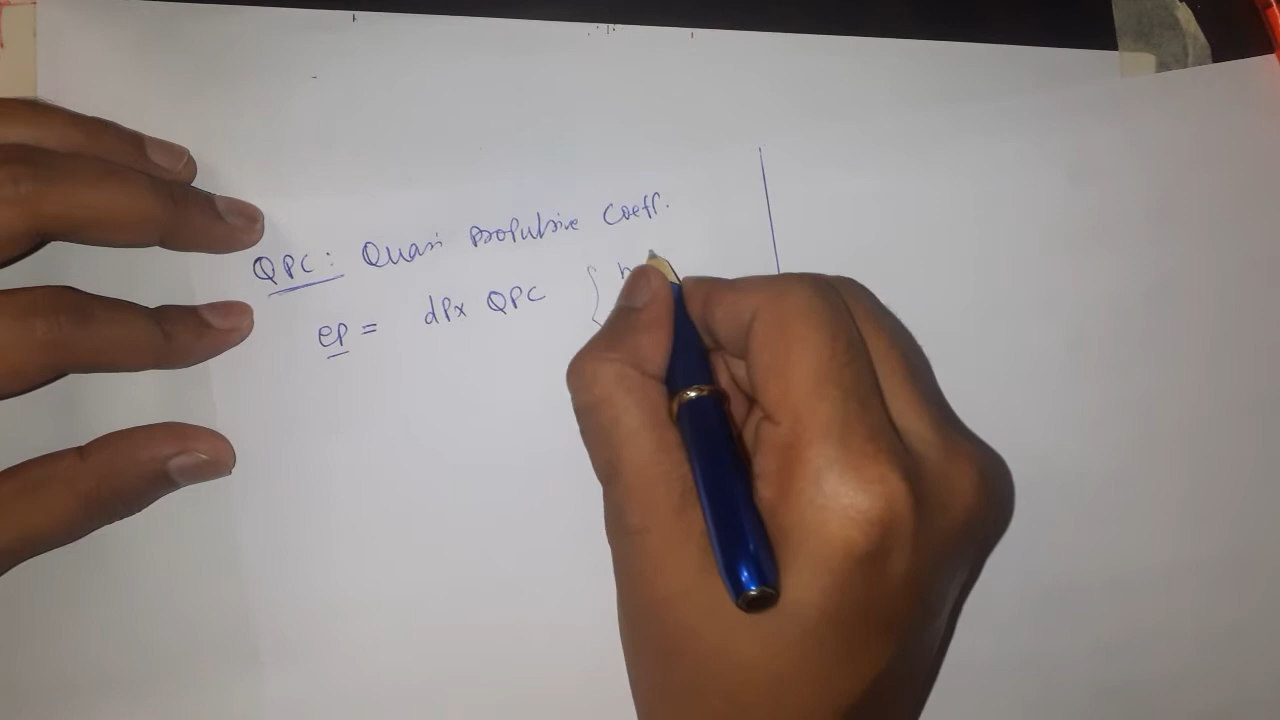 QPC: Quasi propulsive Coeff.
ep = dp x QPC {